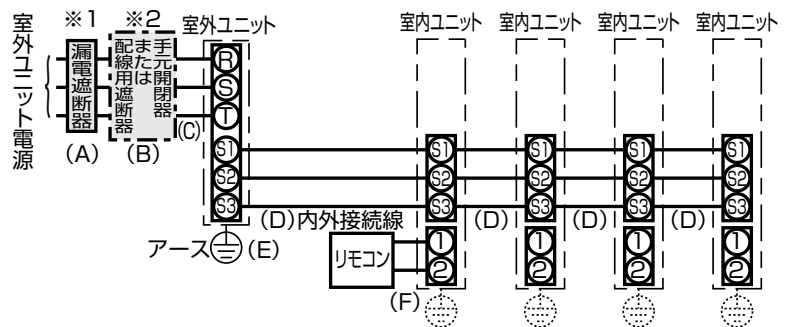 室外ユニット電源
※1
漏電遮断器
(A)
※2
手元開閉器
または
配線用遮断器
(B)
(C)
室外ユニット
R
S
T
S1
S2
S3
アース
(E)
(D)内外接続線
(D)
(D)
(D)
リモコン
(F)
室内ユニット
S1
S2
S3
1
2
室内ユニット
S1
S2
S3
1
2
室内ユニット
S1
S2
S3
1
2
室内ユニット
S1
S2
S3
1
2